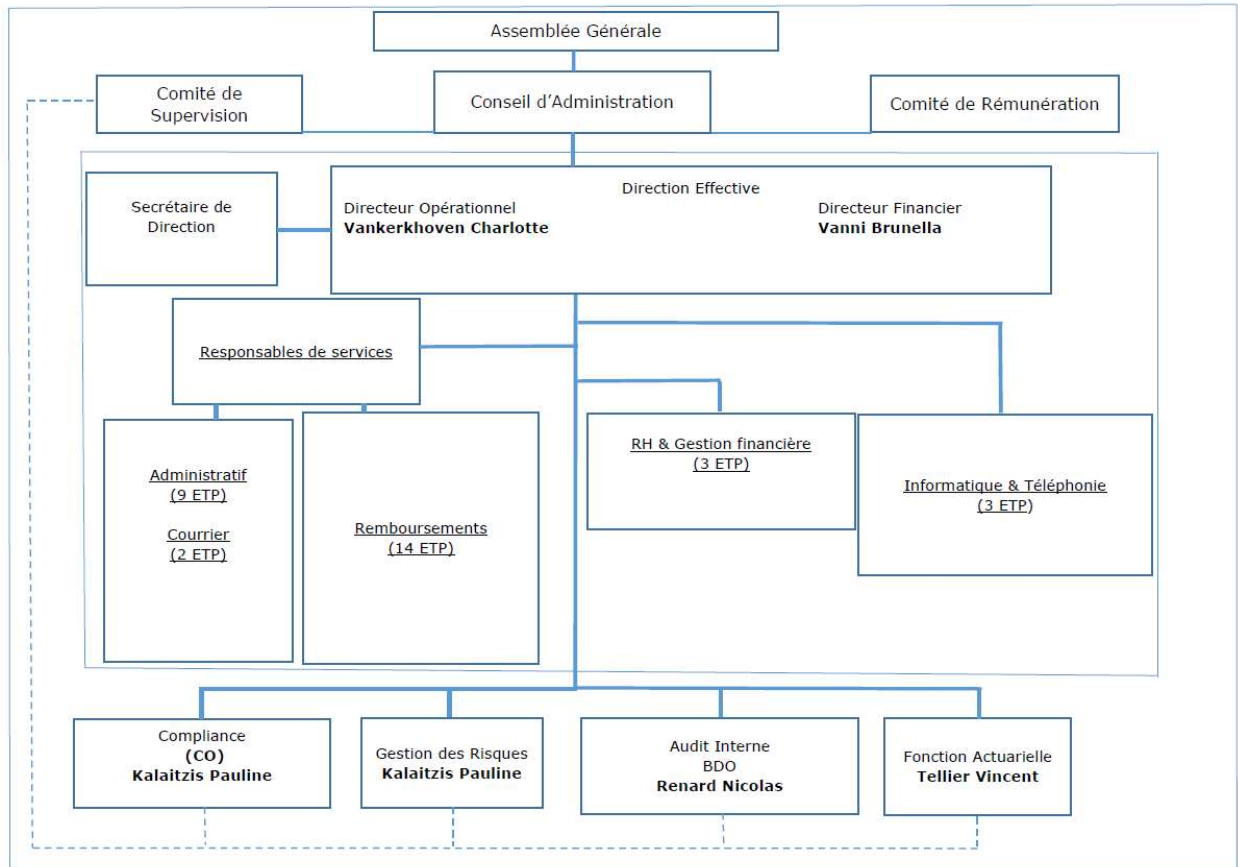 Assemblée Générale
Comité de
Supervision
Conseil d’Administration
Comité de Rémunération
Secrétaire de
Direction
Direction Effective
Directeur Opérationnel
Vankerkhoven Charlotte
Directeur Financier
Vanni Brunella
Responsables de services
Administratif
(9 ETP)
Courrier
(2 ETP)
Remboursements
(14 ETP)
RH & Gestion financière
(3 ETP)
Informatique & Téléphonie
(3 ETP)
Compliance
(CO)
Kalaitzis Pauline
Gestion des Risques
Kalaitzis Pauline
Audit Interne
BDO
Renard Nicolas
Fonction Actuarielle
Tellier Vincent